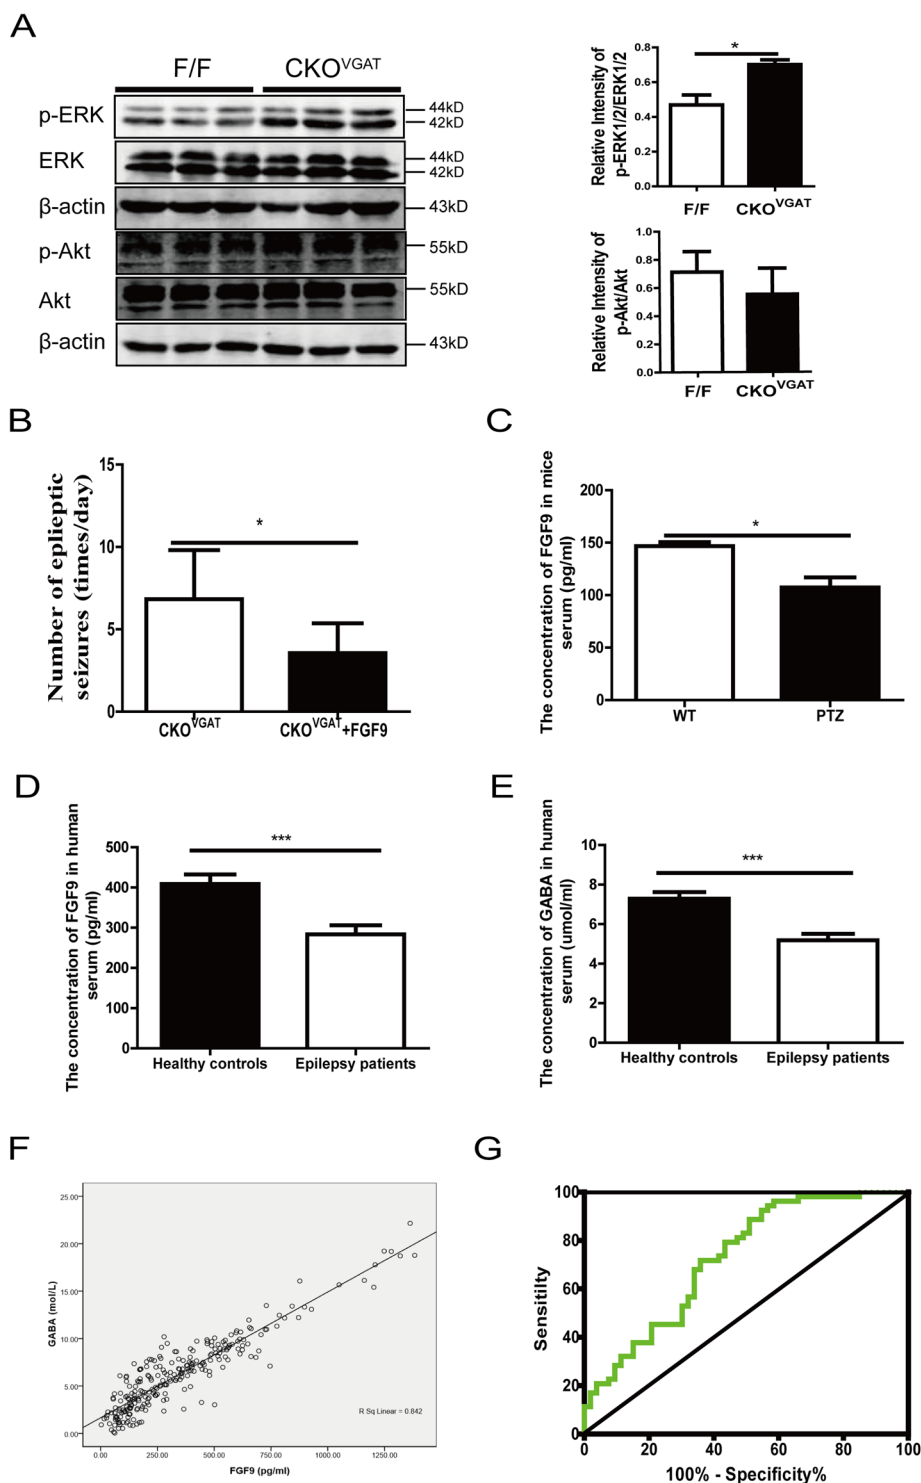 A
F/F CKO^VGAT
p-ERK
44kD
42kD
ERK
44kD
42kD
β-actin
43kD
p-Akt
55kD
Akt
55kD
β-actin
43kD
Relative Intensity of
p-ERK1/2/ERK1/2
0.8
0.6
0.4
0.2
0.0
*
F/F CKO^VGAT
Relative Intensity of
p-Akt/Akt
1.0
0.8
0.6
0.4
0.2
0.0
F/F CKO^VGAT
B
Number of eplieptic
seizures (times/day)
15
10
5
0
*
CKO^VGAT CKO^VGAT+FGF9
C
The concentration of FGF9 in mice
serum (pg/ml)
200
150
100
50
0
*
WT PTZ
D
The concentration of FGF9 in human
serum (pg/ml)
500
400
300
200
100
0
***
Healthy controls Epilepsy patients
E
The concentration of GABA in human
serum (umol/ml)
10
8
6
4
2
0
***
Healthy controls Epilepsy patients
F
GABA (mol/L)
25.00
20.00
15.00
10.00
5.00
0.00
R Sq Linear = 0.842
0.00 250.00 500.00 750.00 1000.00 1250.00
FGF9 (pg/ml)
G
Sensitilty
100
80
60
40
20
0
0 20 40 60 80 100
100% - Specificity%